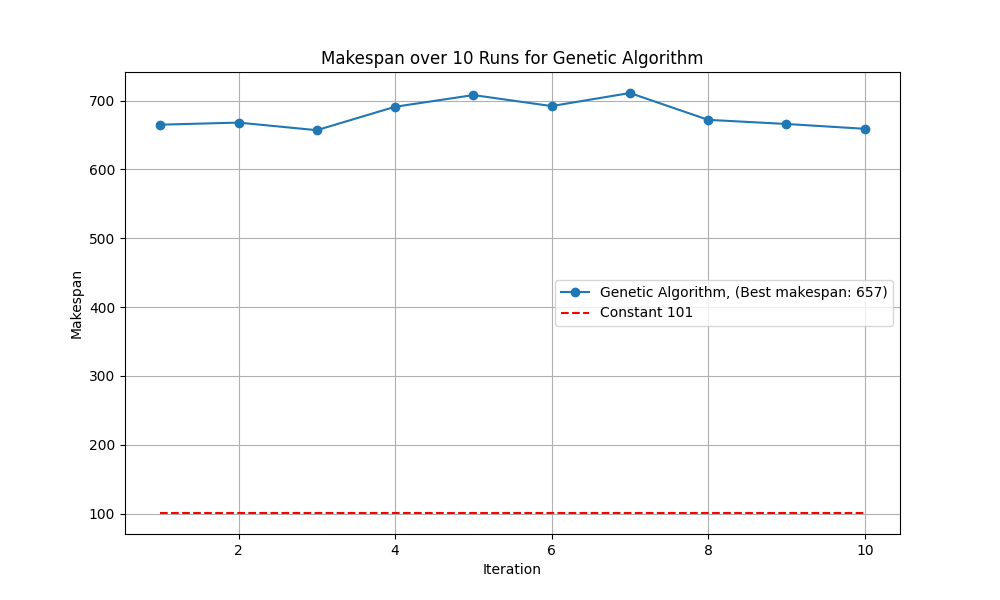 Makespan over 10 Runs for Genetic Algorithm
Makespan
700
600
500
400
300
200
100
Genetic Algorithm, (Best makespan: 657)
Constant 101
2 4 6 8 10
Iteration